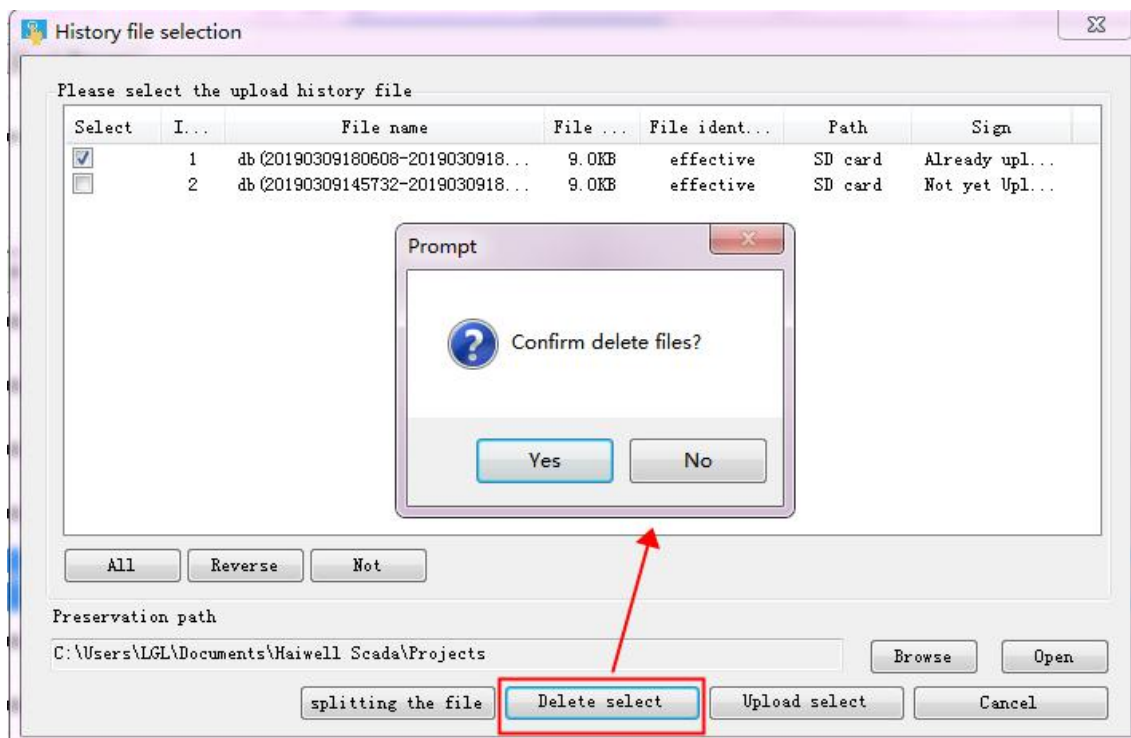 History file selection
Please select the upload history file
Select I... File name File ... File ident... Path Sign
1 db(20190309180608-2019030918... 9.0KB effective SD card Already upl...
2 db(20190309145732-2019030918... 9.0KB effective SD card Not yet Upl...
Prompt
Confirm delete files?
Yes No
All Reverse Not
Preservation path
C:\Users\LGL\Documents\Haiwell Scada\Projects Browse Open
splitting the file Delete select Upload select Cancel